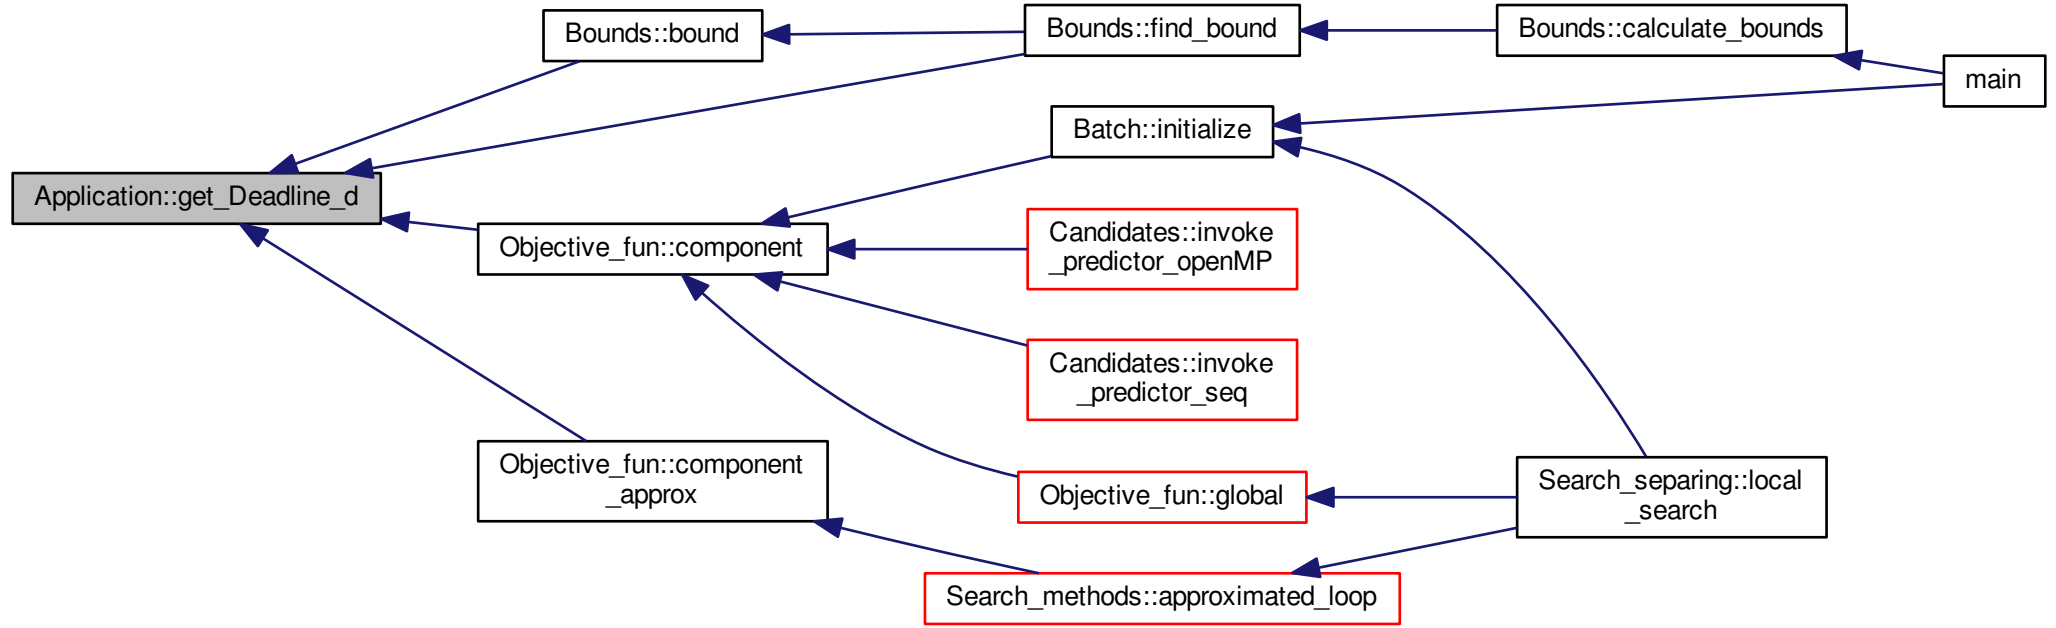 Bounds::bound
Bounds::find_bound
Bounds::calculate_bounds
main
Batch::initialize
Application::get_Deadline_d
Objective_fun::component
Candidates::invoke
_predictor_openMP
Candidates::invoke
_predictor_seq
Objective_fun::component
_approx
Objective_fun::global
Search_separing::local
_search
Search_methods::approximated_loop